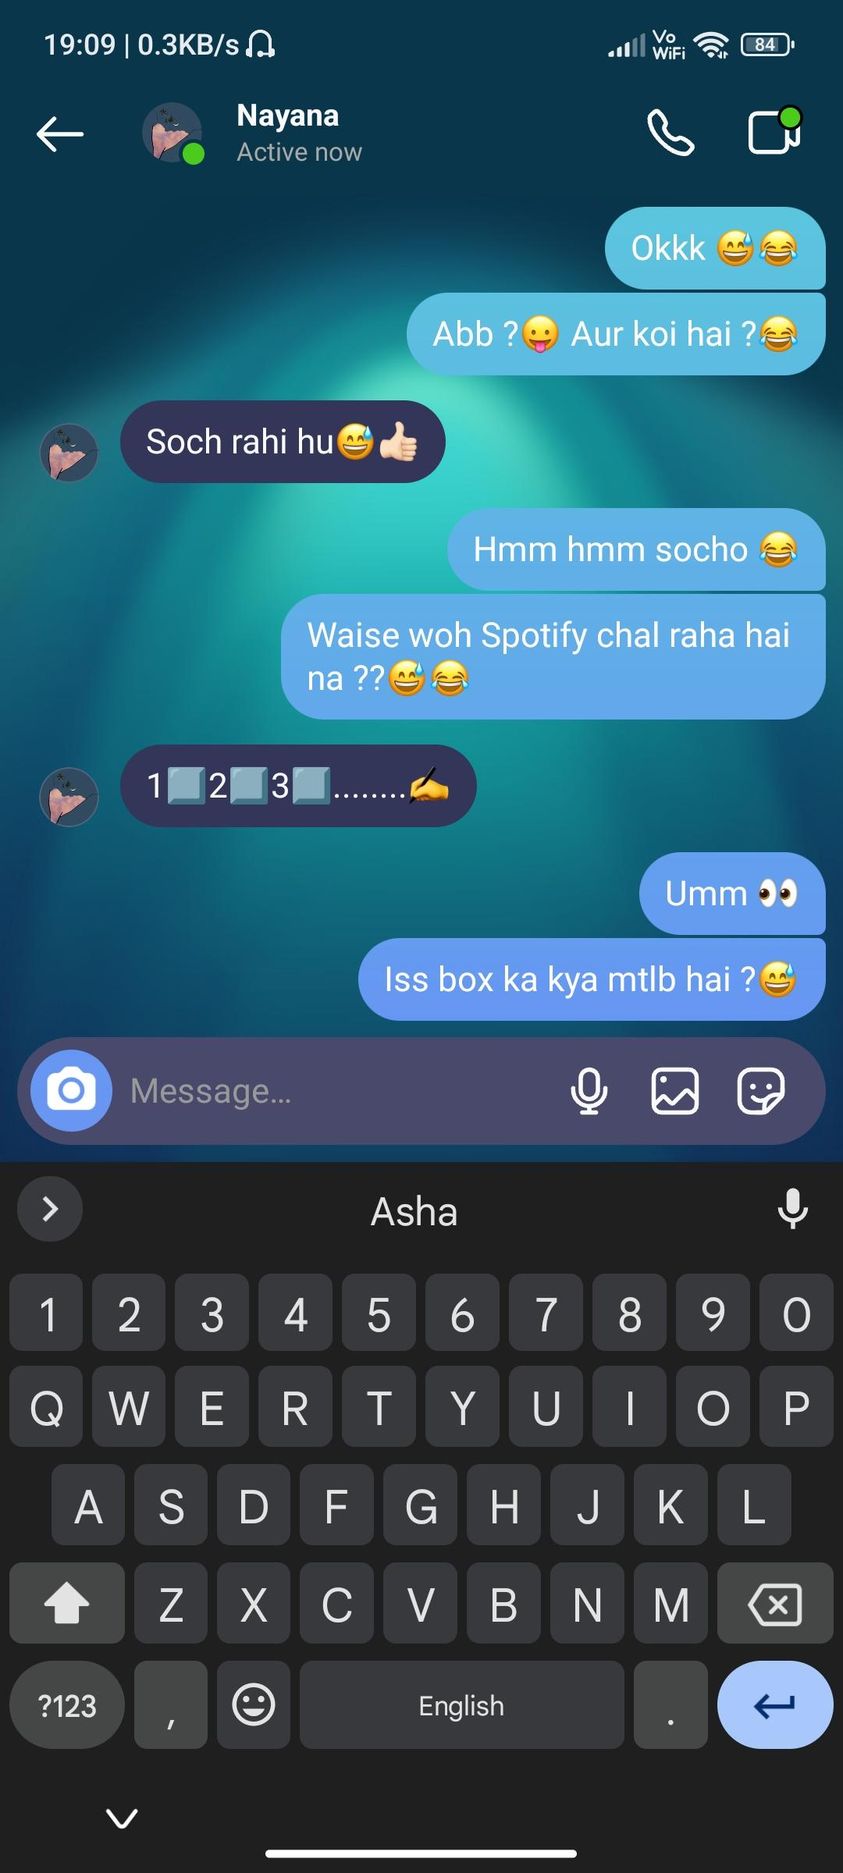 19:09 | 0.3KB/s
Vo
WiFi
84
Nayana
Active now
Okkk 😅😂
Abb ?😛 Aur koi hai ?😂
Soch rahi hu😅👍🏻
Hmm hmm socho 😂
Waise woh Spotify chal raha hai
na ??😅😂
1⃣2⃣3⃣........✍️
Umm 👀
Iss box ka kya mtlb hai ?😅
Message...
Asha
1 2 3 4 5 6 7 8 9 0
Q W E R T Y U I O P
A S D F G H J K L
Z X C V B N M
?123 , English .